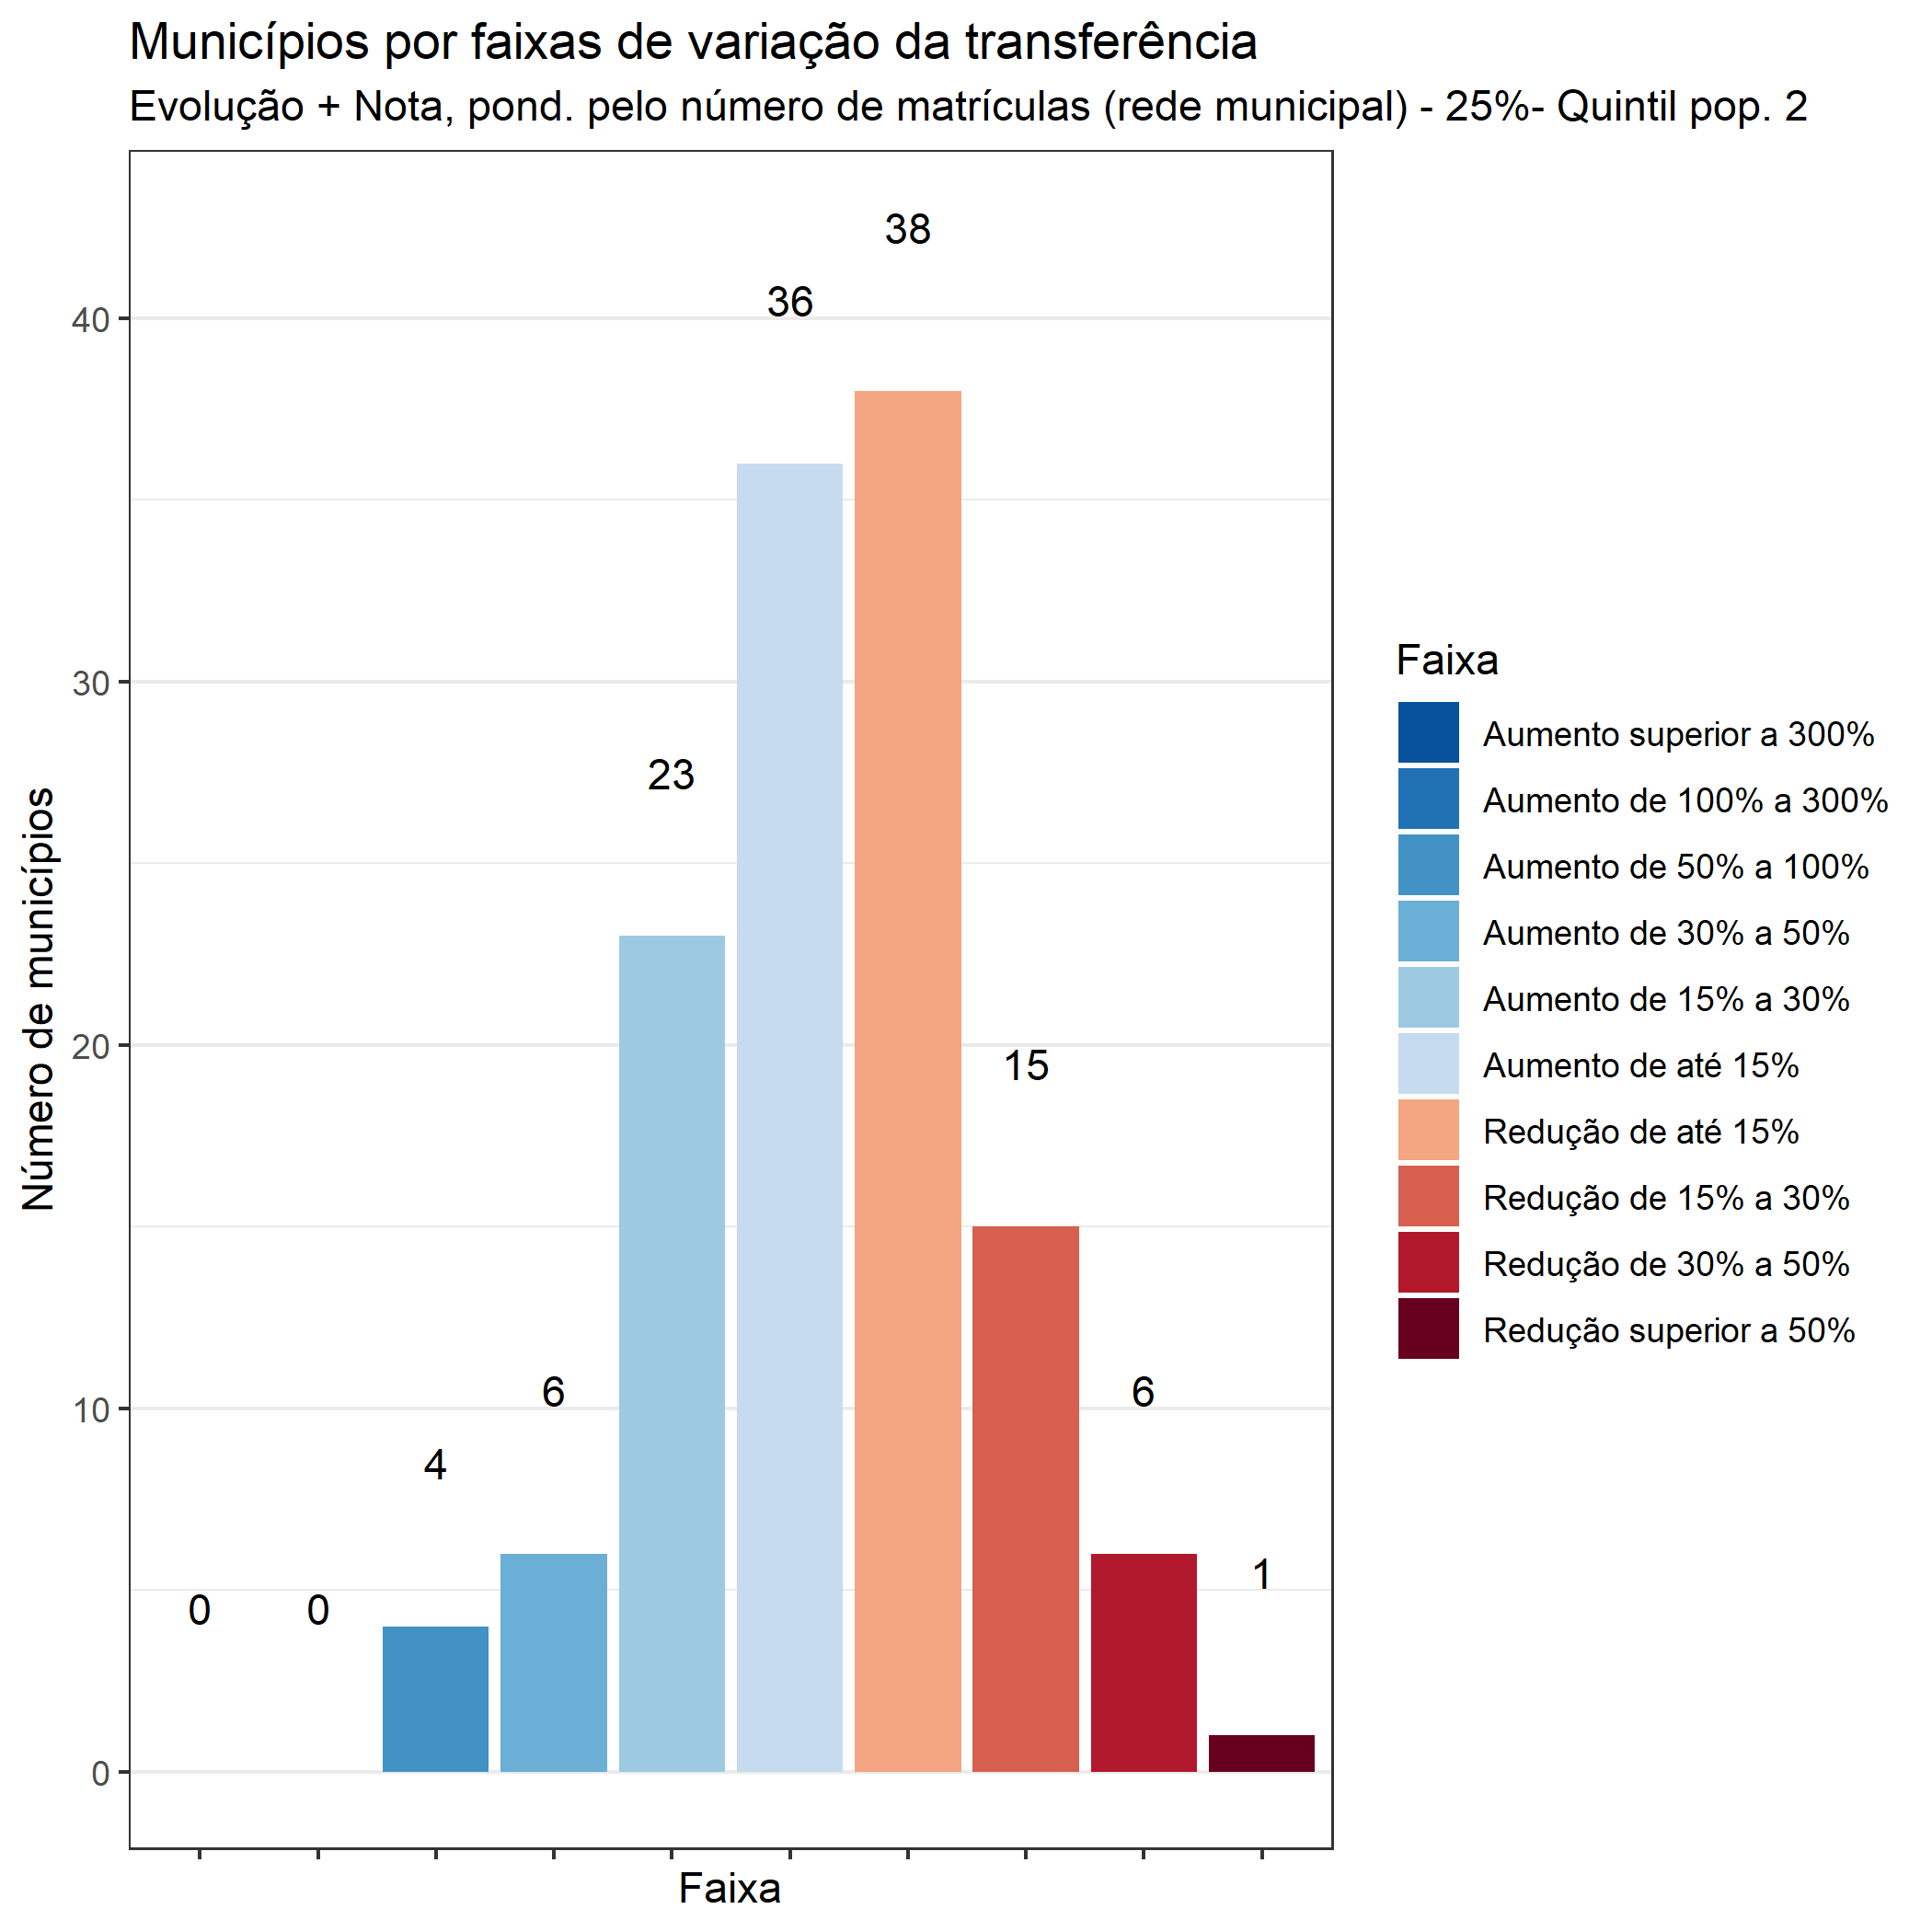 Municípios por faixas de variação da transferência
Evolução + Nota, pond. pelo número de matrículas (rede municipal) - 25%- Quintil pop. 2
Número de municípios
40
30
20
10
0
0
0
4
6
23
36
38
15
6
1
Faixa
Faixa
Aumento superior a 300%
Aumento de 100% a 300%
Aumento de 50% a 100%
Aumento de 30% a 50%
Aumento de 15% a 30%
Aumento de até 15%
Redução de até 15%
Redução de 15% a 30%
Redução de 30% a 50%
Redução superior a 50%